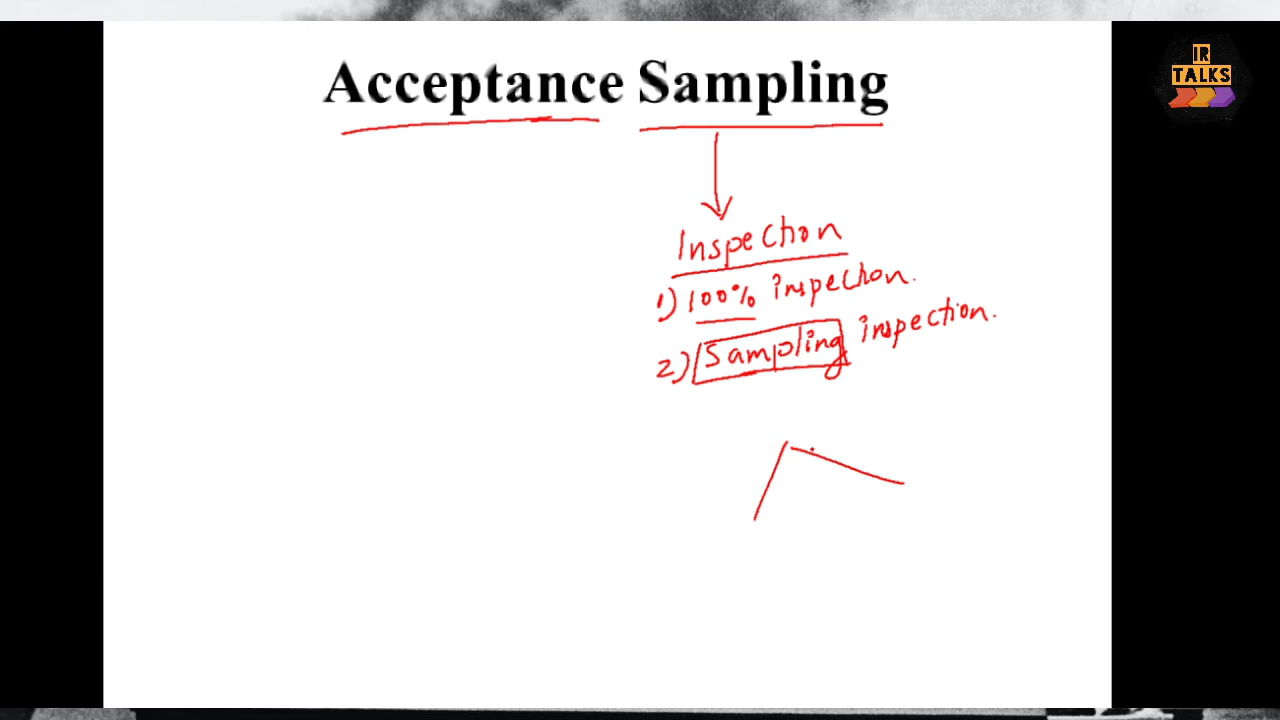 Acceptance Sampling
IR
TALKS
Inspection
1) 100% inspection.
2) Sampling inspection.